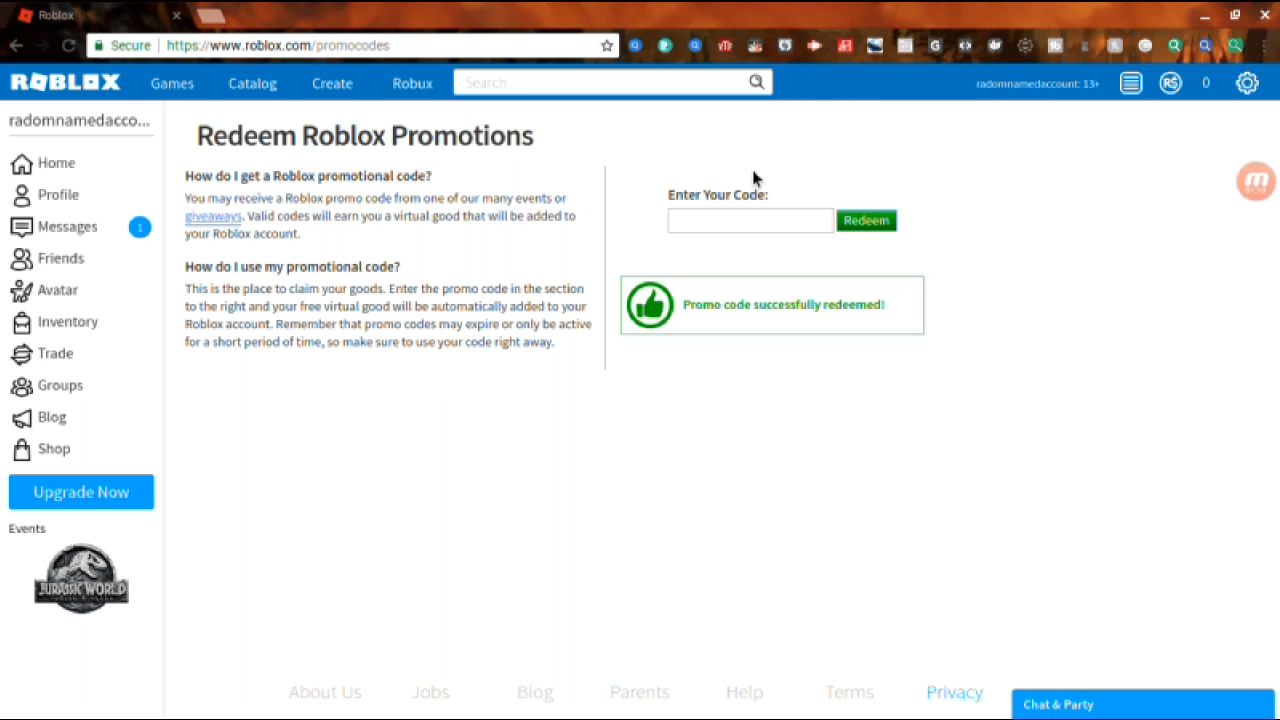 Roblox
Secure
https://www.roblox.com/promocodes
ROBLOX
Games
Catalog
Create
Robux
Search
radomnamedaccount: 13+
RS
0
radomnamedacco...
Home
Profile
Messages
1
Friends
Avatar
Inventory
Trade
Groups
Blog
Shop
Upgrade Now
Events
JURASSIC WORLD
Redeem Roblox Promotions
How do I get a Roblox promotional code?
You may receive a Roblox promo code from one of our many events or
giveaways. Valid codes will earn you a virtual good that will be added to
your Roblox account.
How do I use my promotional code?
This is the place to claim your goods. Enter the promo code in the section
to the right and your free virtual good will be automatically added to your
Roblox account. Remember that promo codes may expire or only be active
for a short period of time, so make sure to use your code right away.
Enter Your Code:
Redeem
Promo code successfully redeemed!
About Us
Jobs
Blog
Parents
Help
Terms
Privacy
Chat & Party